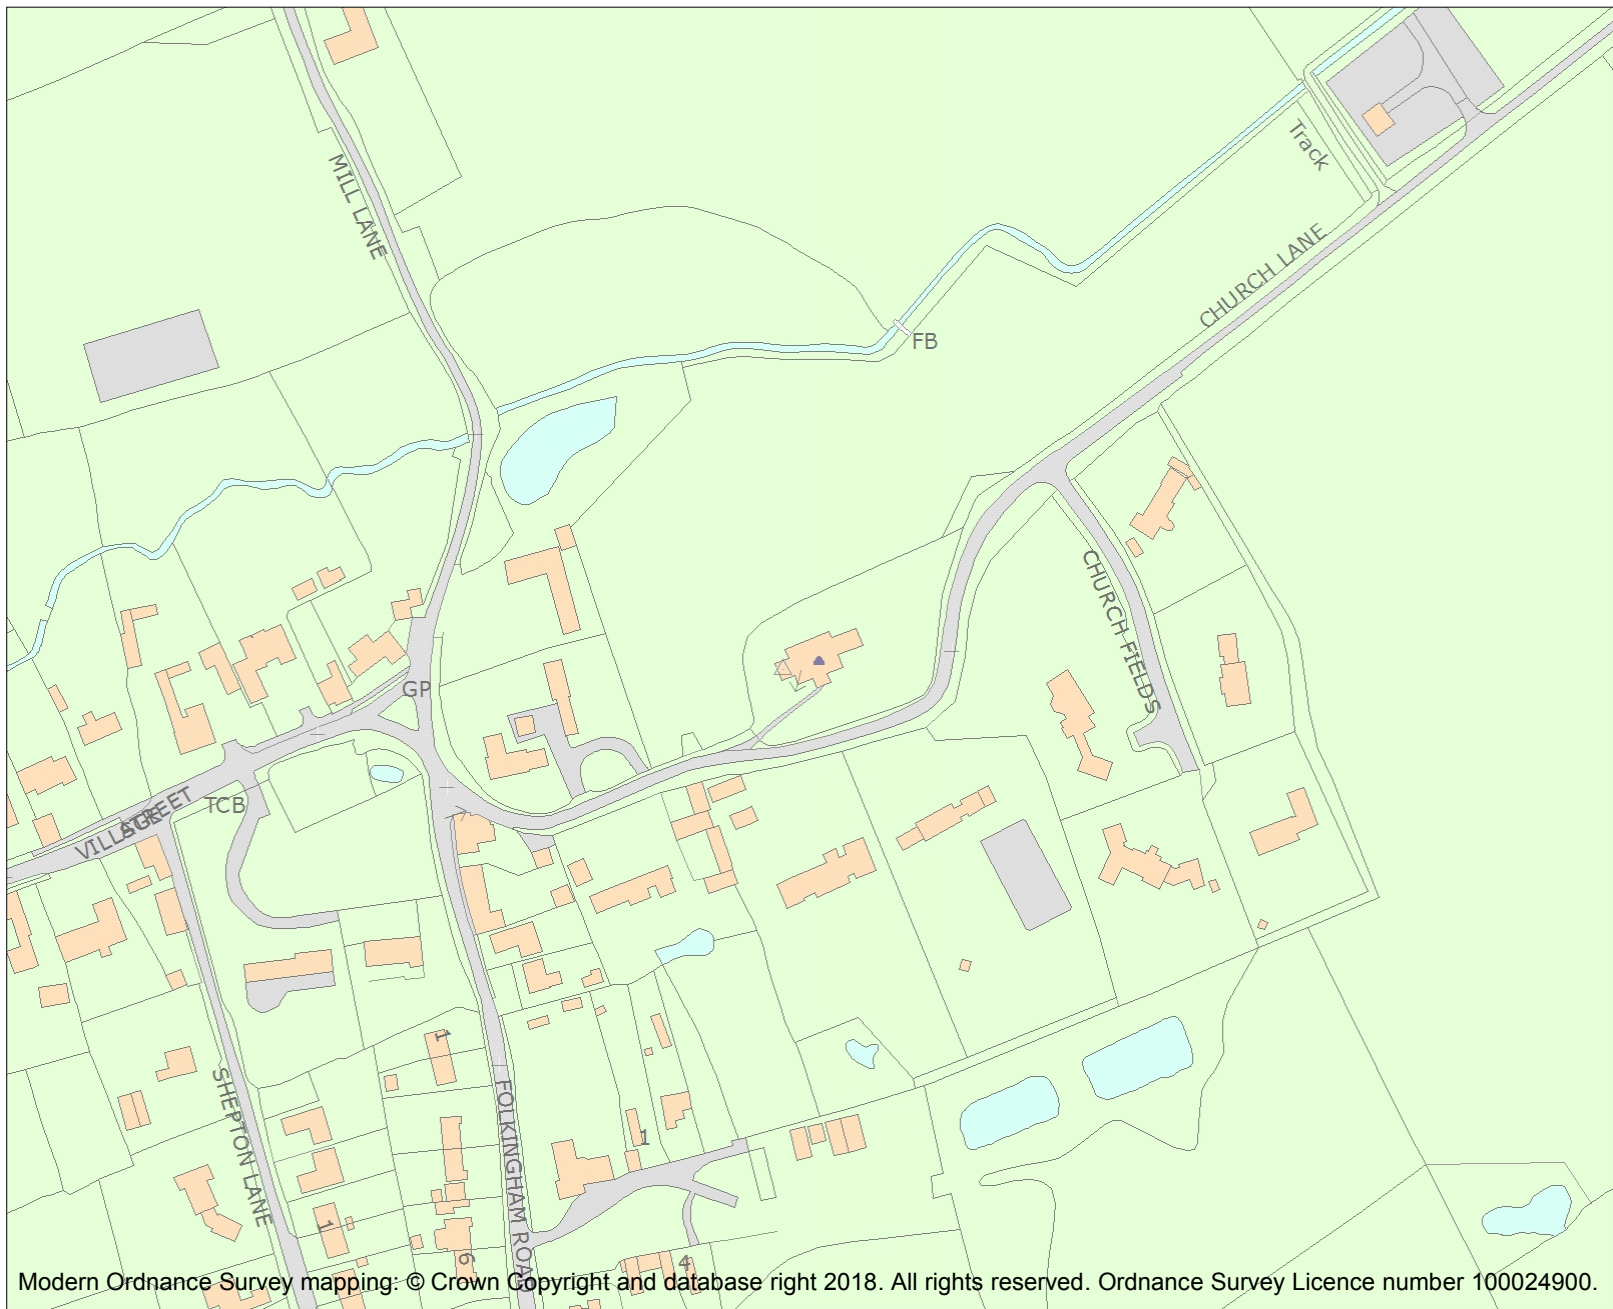 MILL LANE
Track
CHURCH LANE
FB
CHURCH FIELDS
GP
TCB
VILLAGE
STREET
1
SHEPTON LANE
FOLKINGHAM ROAD
1
1
6
4
Modern Ordnance Survey mapping: © Crown Copyright and database right 2018. All rights reserved. Ordnance Survey Licence number 100024900.